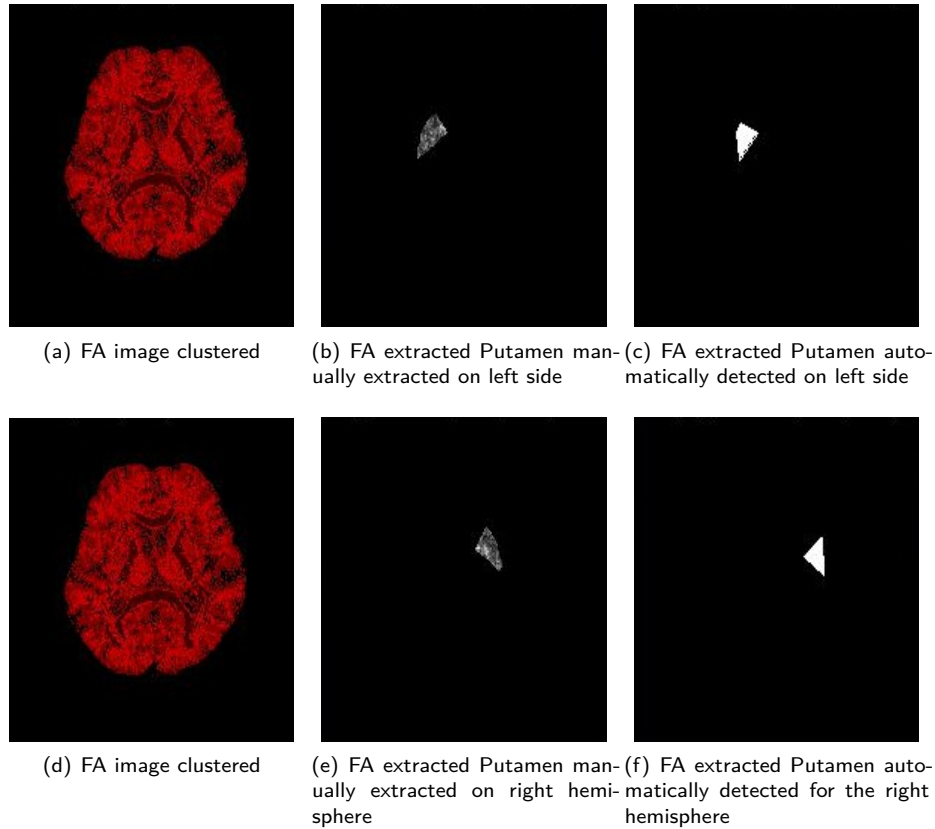 (a) FA image clustered
(b) FA extracted Putamen man-
ually extracted on left side
(c) FA extracted Putamen auto-
matically detected on left side
(d) FA image clustered
(e) FA extracted Putamen man-
ually extracted on right hemi-
sphere
(f) FA extracted Putamen auto-
matically detected for the right
hemisphere